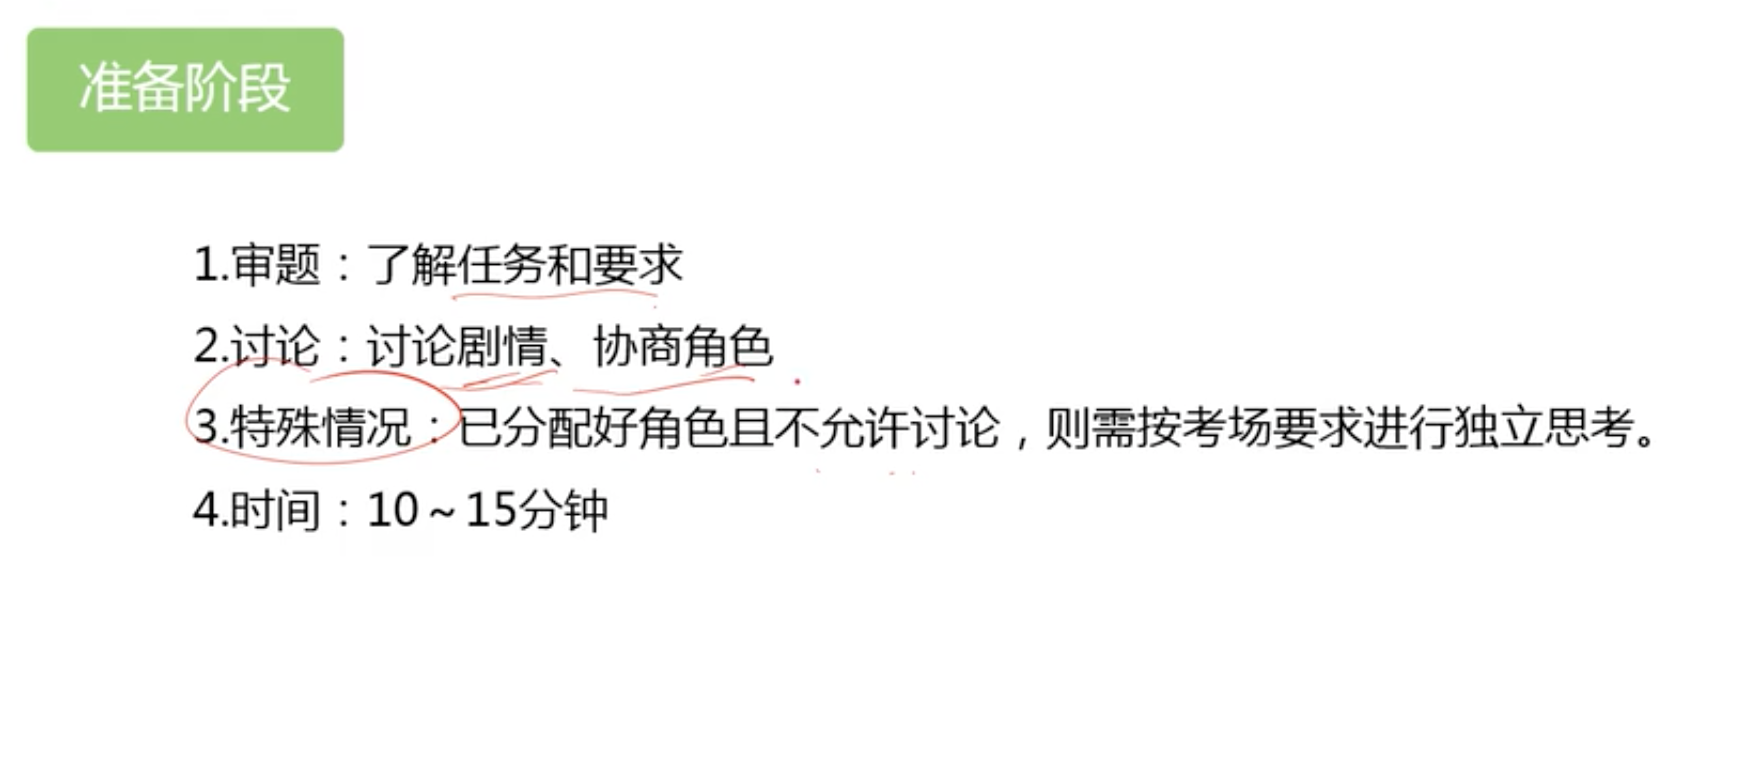 准备阶段
1.审题：了解任务和要求
2.讨论：讨论剧情、协商角色
3.特殊情况：已分配好角色且不允许讨论，则需按考场要求进行独立思考。
4.时间：10～15分钟